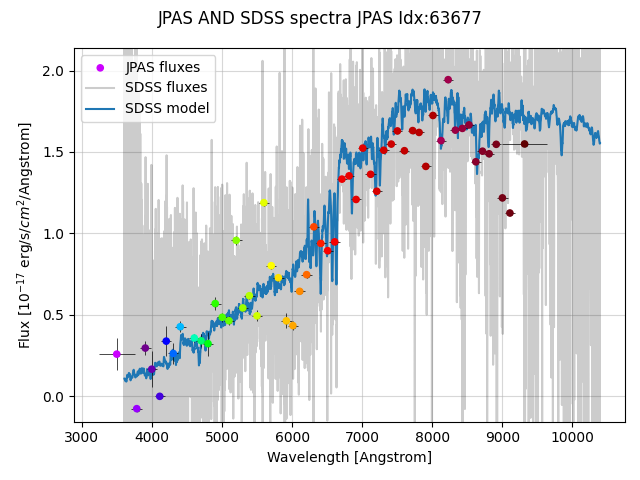 JPAS AND SDSS spectra JPAS Idx:63677
JPAS fluxes
SDSS fluxes
SDSS model
2.0
1.5
1.0
0.5
0.0
Flux [10⁻¹⁷ erg/s/cm²/Angstrom]
3000 4000 5000 6000 7000 8000 9000 10000
Wavelength [Angstrom]